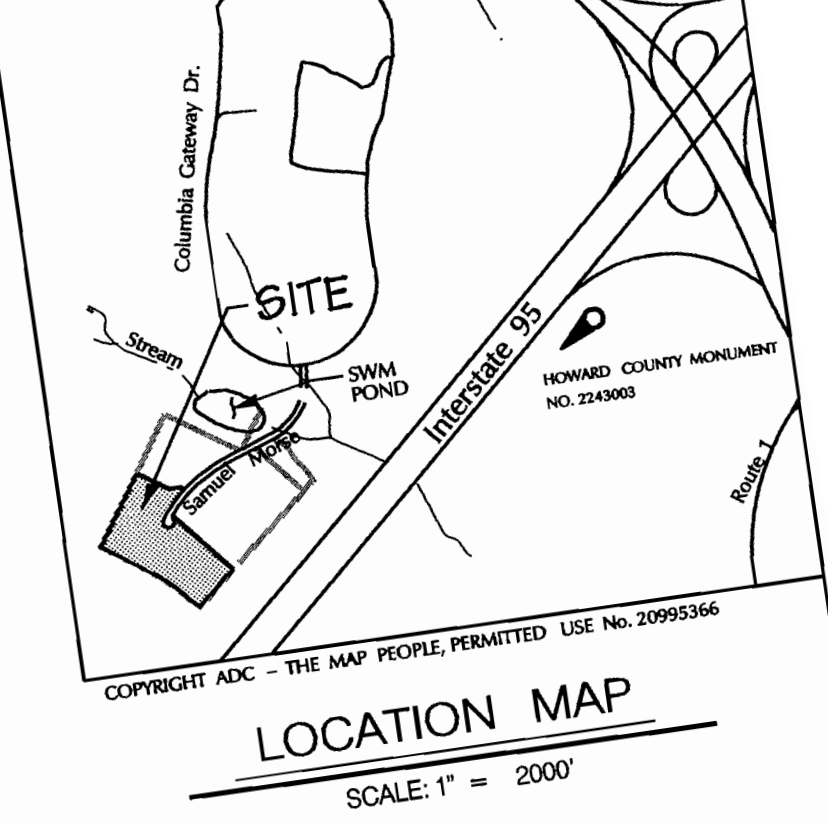 Columbia Gateway Dr.
SITE
Stream
SWM
POND
Interstate 95
HOWARD COUNTY MONUMENT
NO. 2243003
Samuel Morse
Route 1
COPYRIGHT ADC – THE MAP PEOPLE, PERMITTED USE No. 20995366
LOCATION MAP
SCALE: 1" = 2000'